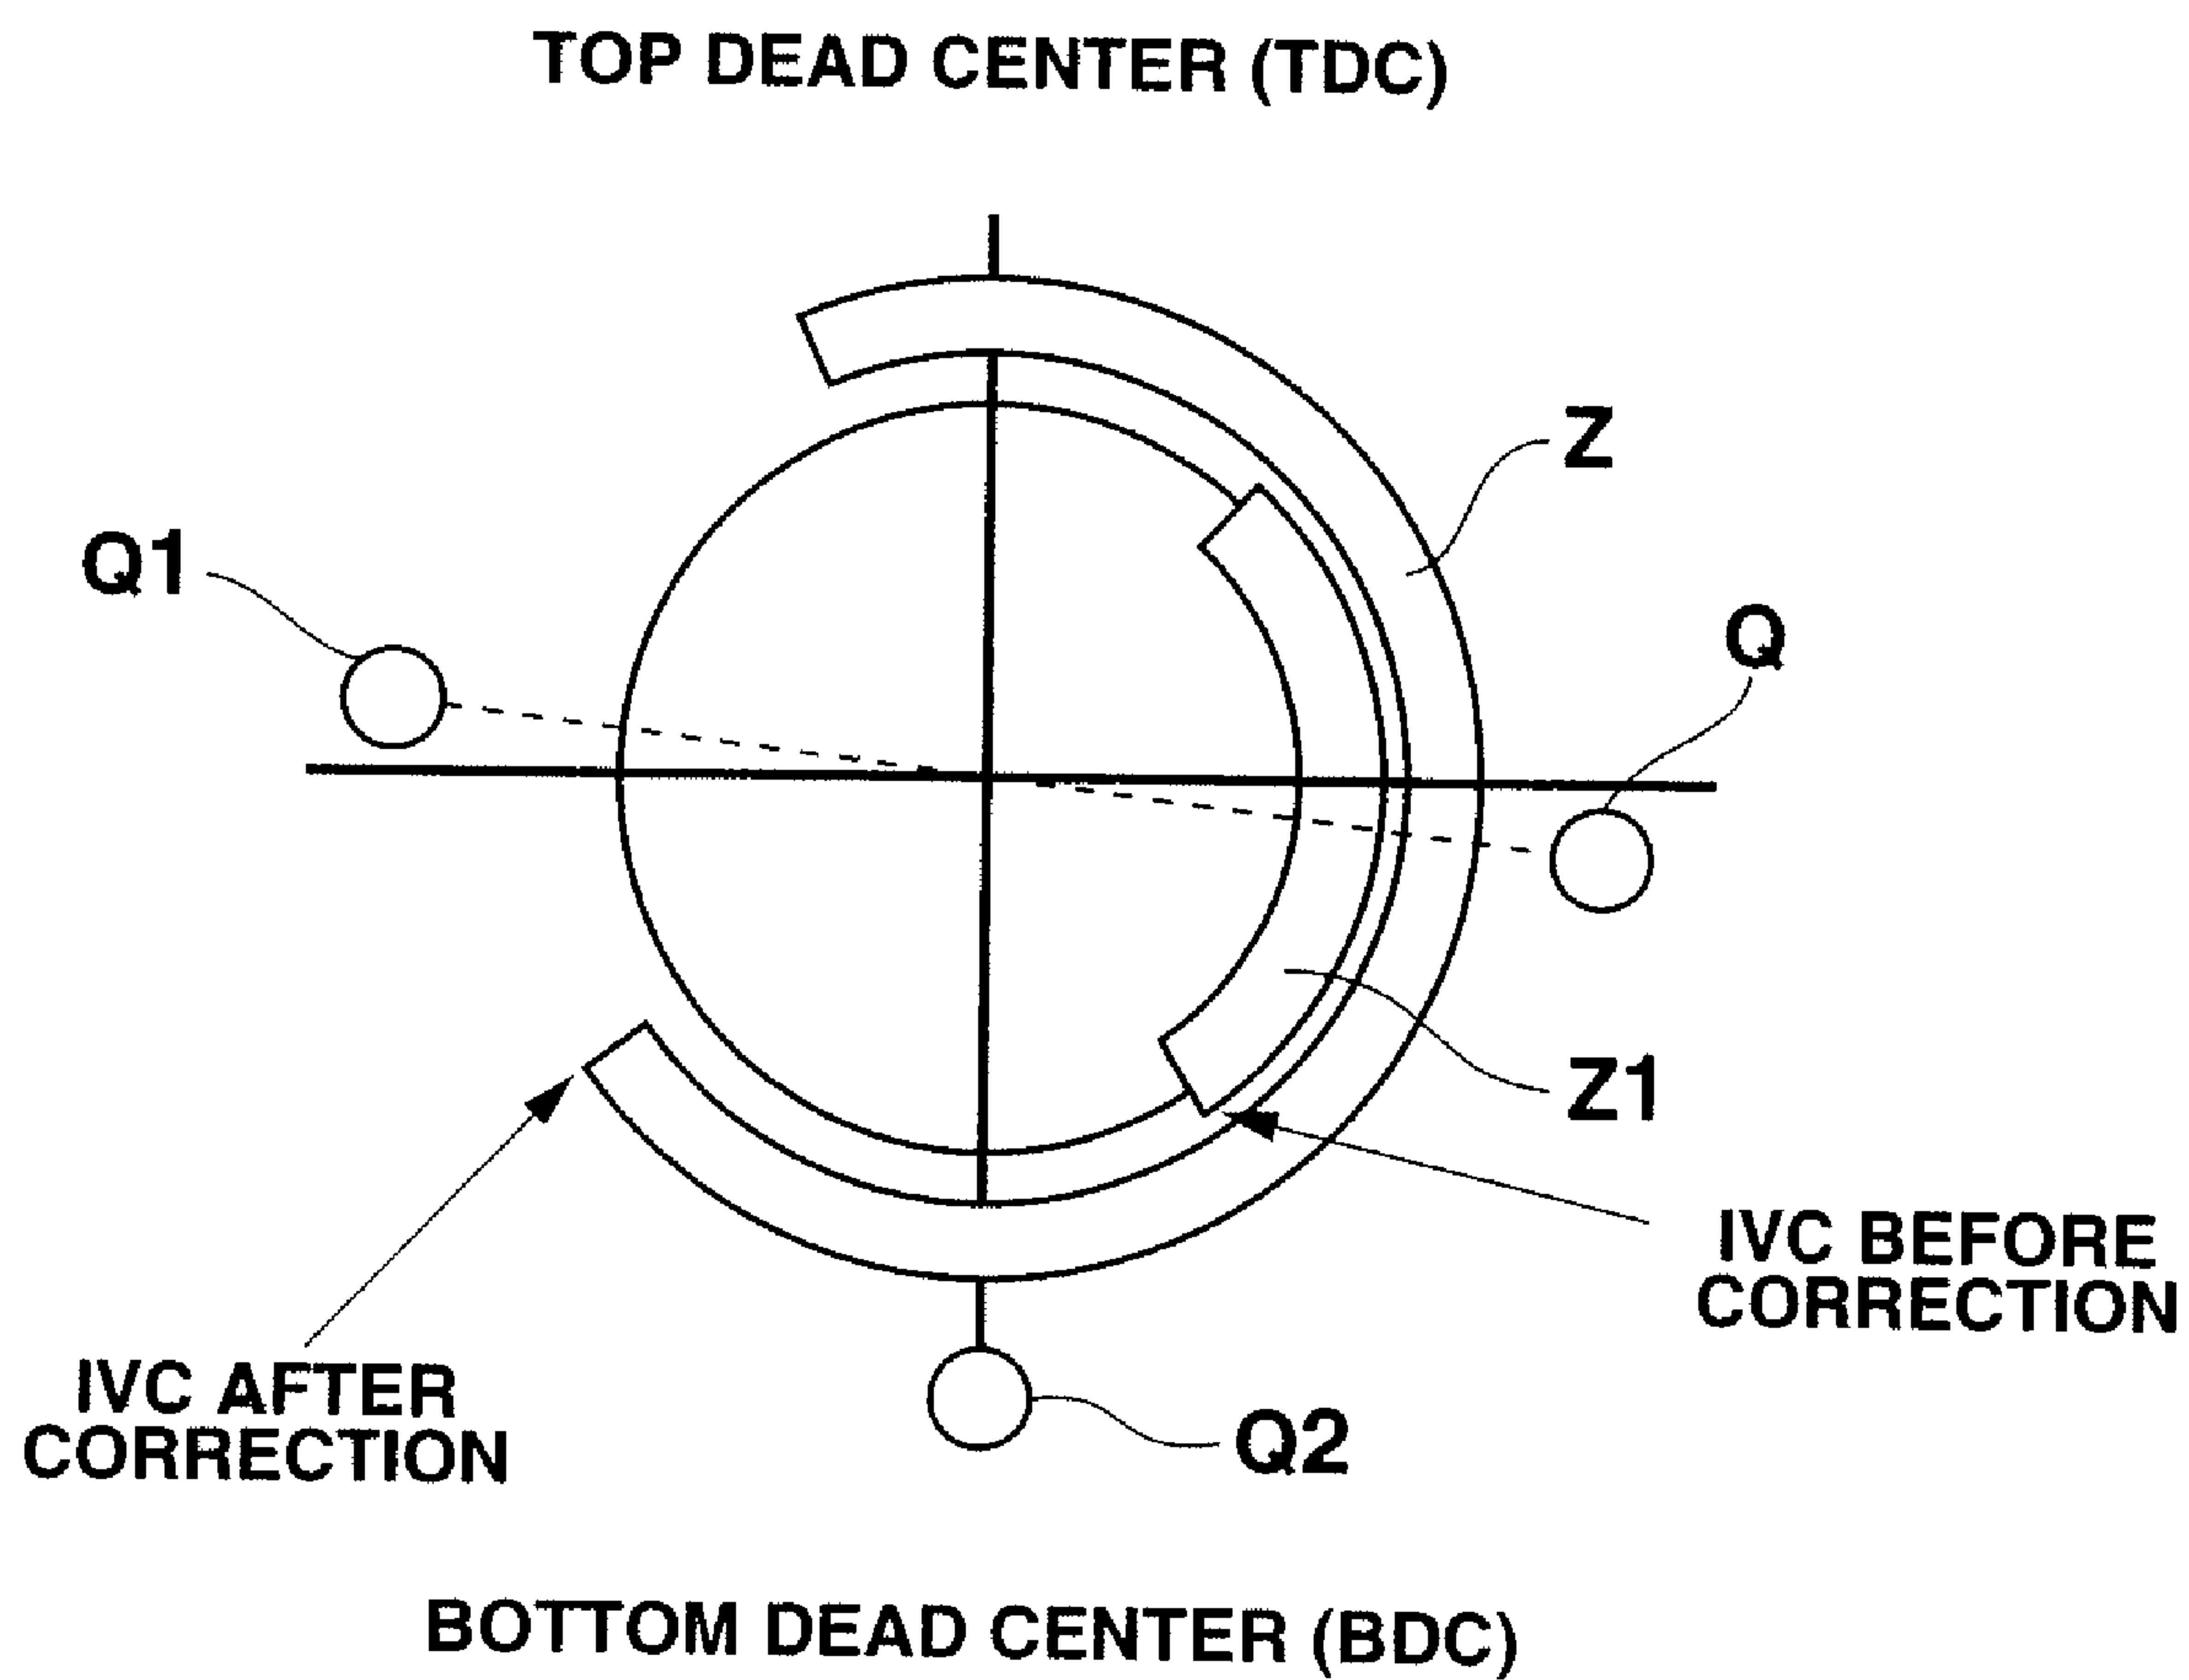 TOP DEAD CENTER (TDC)
Z
Q1
Q
Z1
IVC BEFORE
CORRECTION
IVC AFTER
CORRECTION
Q2
BOTTOM DEAD CENTER (BDC)